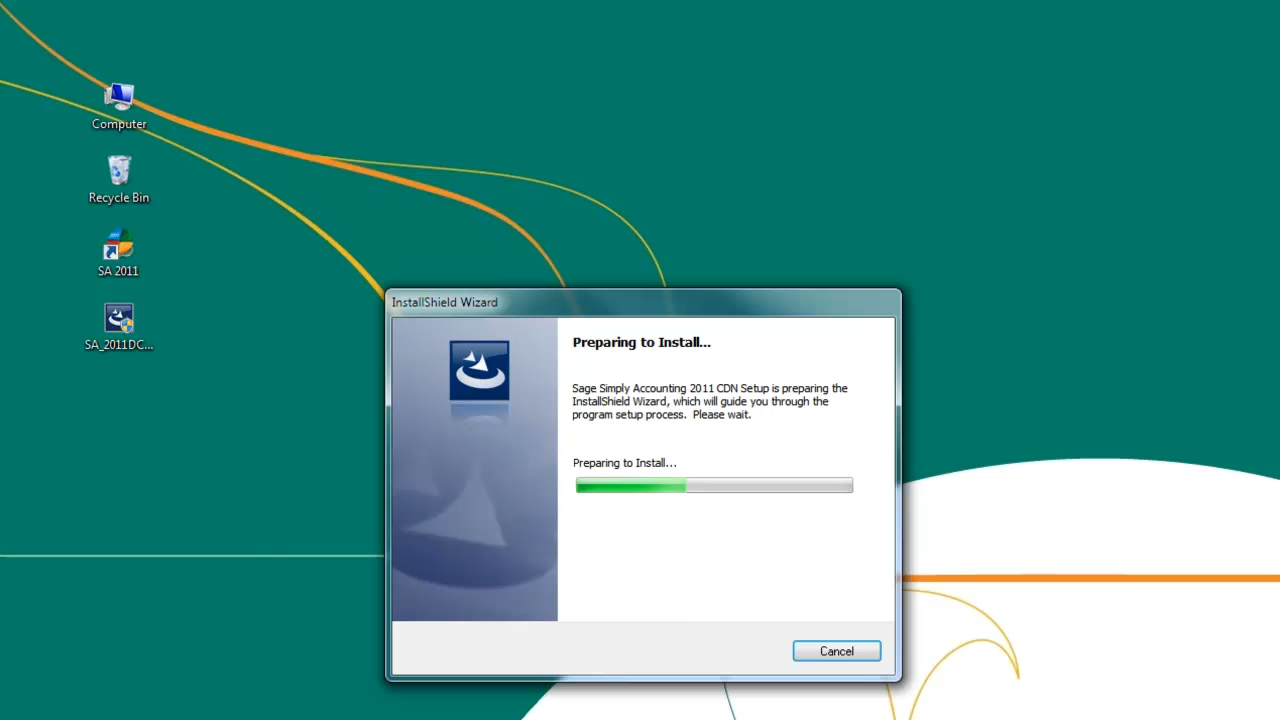 Computer
Recycle Bin
SA 2011
SA_2011DC...
InstallShield Wizard
Preparing to Install...
Sage Simply Accounting 2011 CDN Setup is preparing the
InstallShield Wizard, which will guide you through the
program setup process.  Please wait.
Preparing to Install...
Cancel